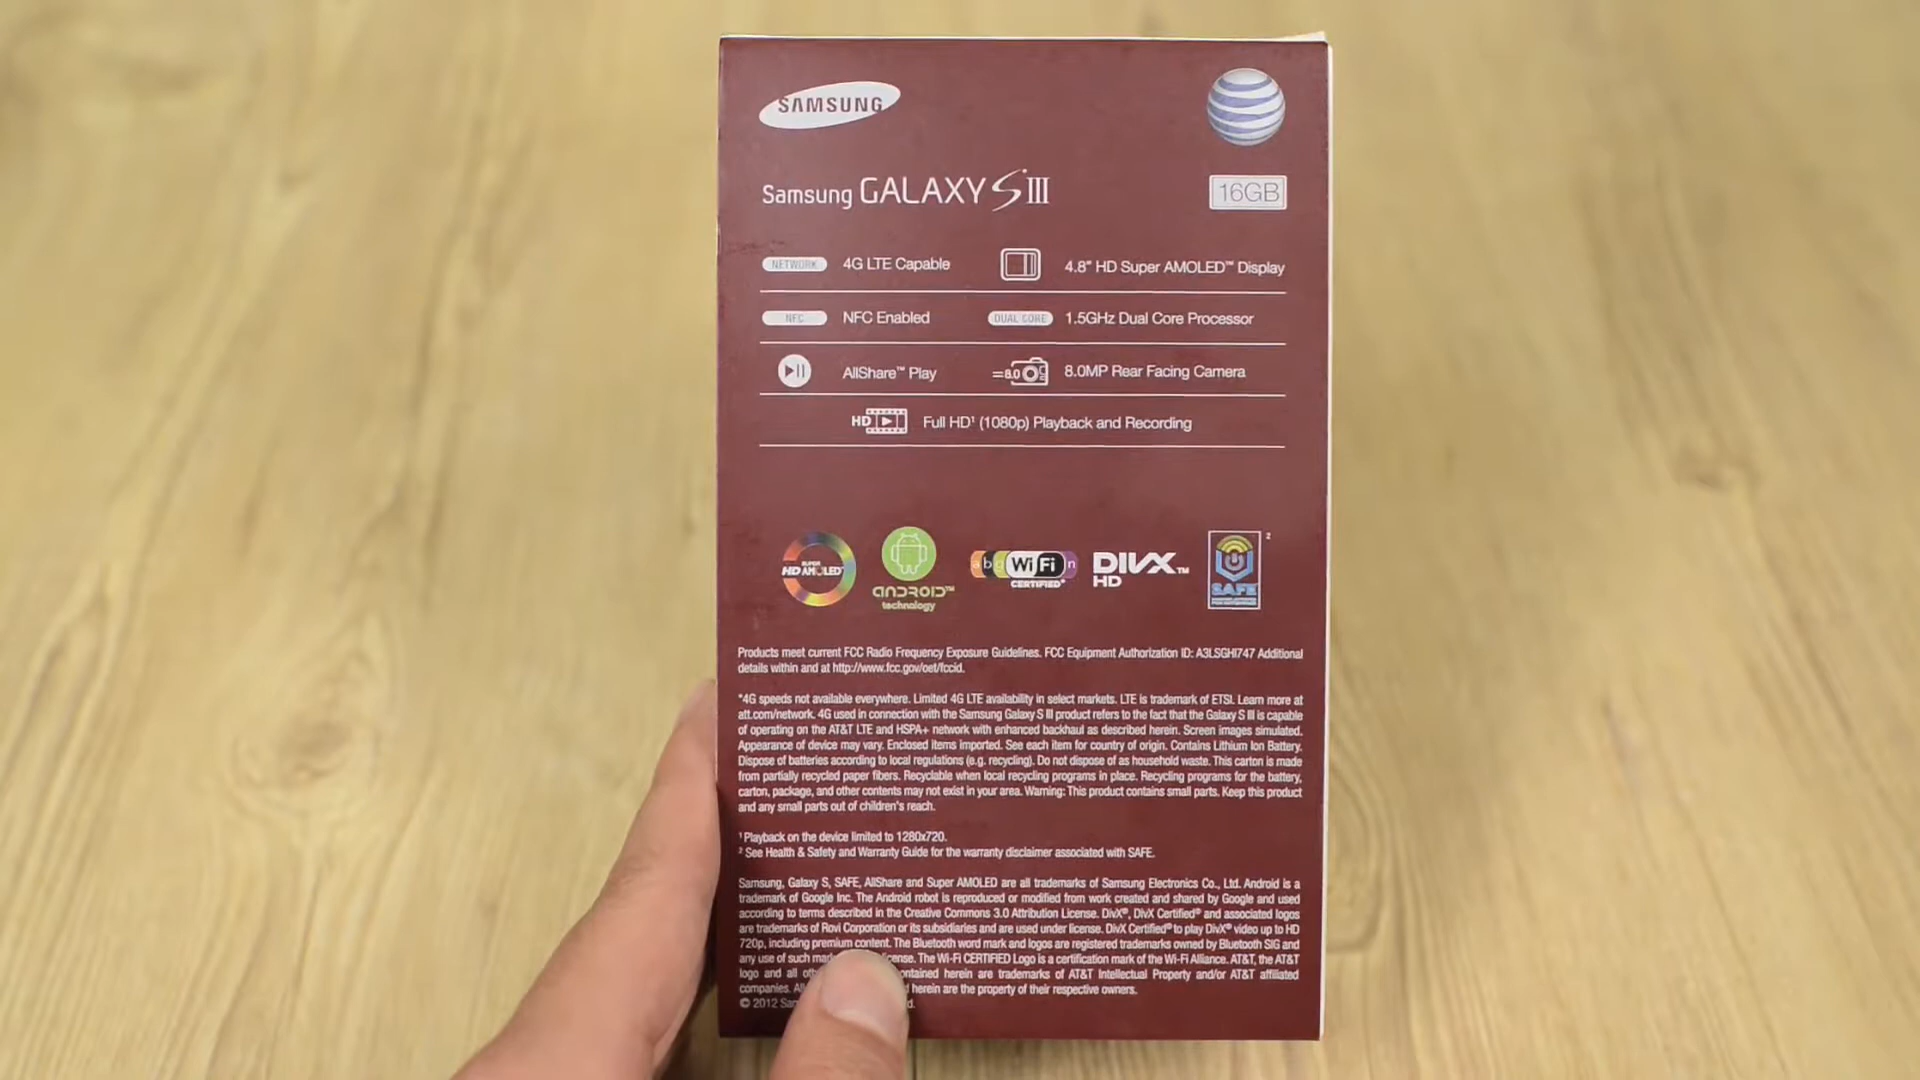 SAMSUNG
Samsung GALAXY S III
16GB
NETWORK 4G LTE Capable
4.8" HD Super AMOLED™ Display
NFC NFC Enabled
DUAL CORE 1.5GHz Dual Core Processor
AllShare™ Play
8.0 8.0MP Rear Facing Camera
HD Full HD¹ (1080p) Playback and Recording
SUPER
HD AMOLED™
ANDROID™
technology
a b g WiFi n
CERTIFIED®
DIVX™
HD
SAFE
2
Products meet current FCC Radio Frequency Exposure Guidelines. FCC Equipment Authorization ID: A3LSGHI747 Additional
details within and at http://www.fcc.gov/oet/fccid.
*4G speeds not available everywhere. Limited 4G LTE availability in select markets. LTE is trademark of ETSI. Learn more at
att.com/network. 4G used in connection with the Samsung Galaxy S III product refers to the fact that the Galaxy S III is capable
of operating on the AT&T LTE and HSPA+ network with enhanced backhaul as described herein. Screen images simulated.
Appearance of device may vary. Enclosed items imported. See each item for country of origin. Contains Lithium Ion Battery.
Dispose of batteries according to local regulations (e.g. recycling). Do not dispose of as household waste. This carton is made
from partially recycled paper fibers. Recyclable when local recycling programs in place. Recycling programs for the battery,
carton, package, and other contents may not exist in your area. Warning: This product contains small parts. Keep this product
and any small parts out of children's reach.
¹ Playback on the device limited to 1280x720.
² See Health & Safety and Warranty Guide for the warranty disclaimer associated with SAFE.
Samsung, Galaxy S, SAFE, AllShare and Super AMOLED are all trademarks of Samsung Electronics Co., Ltd. Android is a
trademark of Google Inc. The Android robot is reproduced or modified from work created and shared by Google and used
according to terms described in the Creative Commons 3.0 Attribution License. DivX®, DivX Certified® and associated logos
are trademarks of Rovi Corporation or its subsidiaries and are used under license. DivX Certified® to play DivX® video up to HD
720p, including premium content. The Bluetooth word mark and logos are registered trademarks owned by Bluetooth SIG and
any use of such The Wi-Fi CERTIFIED Logo is a certification mark of the Wi-Fi Alliance. AT&T, the AT&T
logo and all herein are trademarks of AT&T Intellectual Property and/or AT&T affiliated
companies. herein are the property of their respective owners.
© 2012